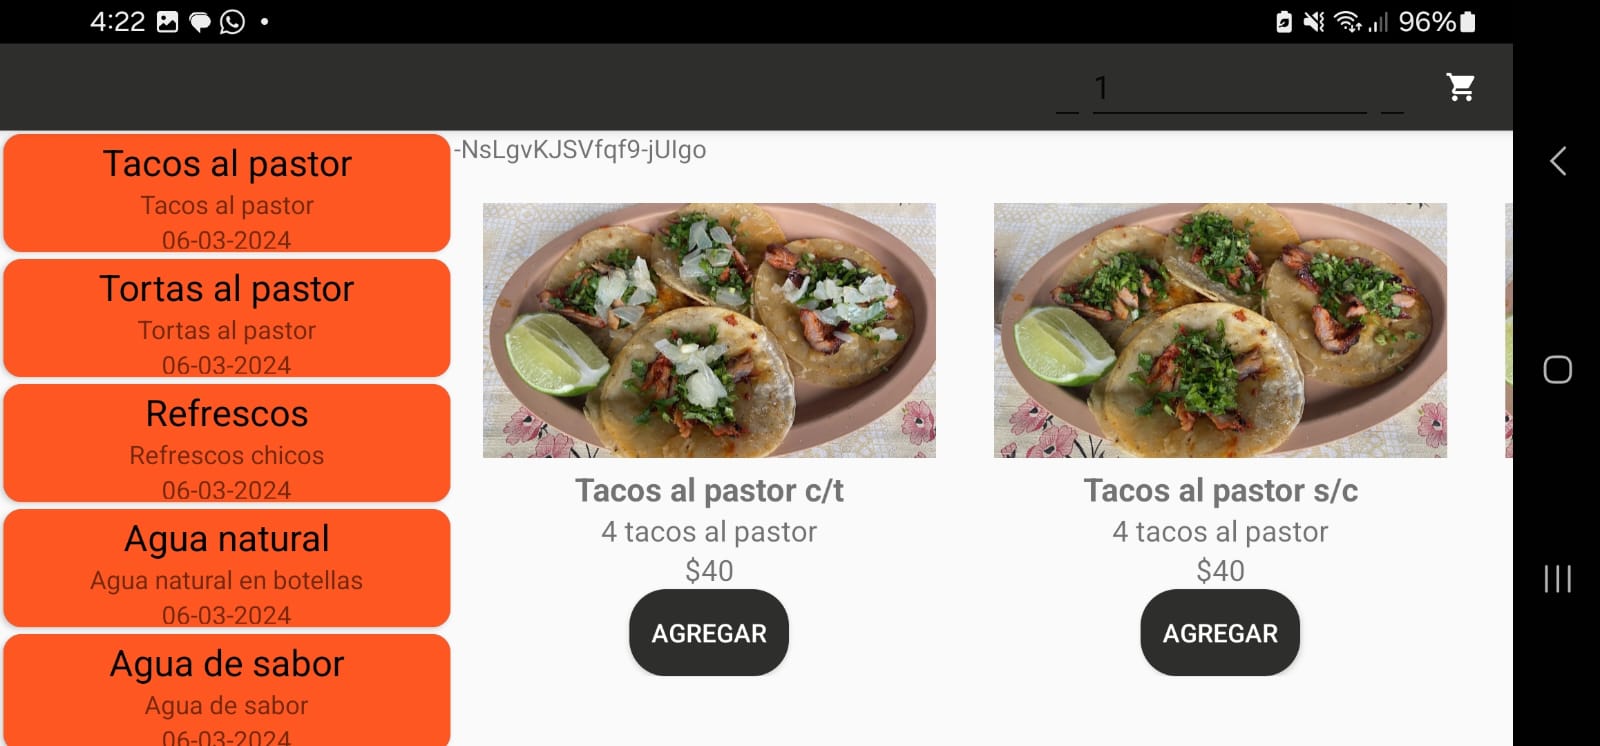 4:22
96%
1
Tacos al pastor
Tacos al pastor
06-03-2024
Tortas al pastor
Tortas al pastor
06-03-2024
Refrescos
Refrescos chicos
06-03-2024
Agua natural
Agua natural en botellas
06-03-2024
Agua de sabor
Agua de sabor
06-03-2024
-NsLgvKJSVfqf9-jUIgo
Tacos al pastor c/t
4 tacos al pastor
$40
AGREGAR
Tacos al pastor s/c
4 tacos al pastor
$40
AGREGAR